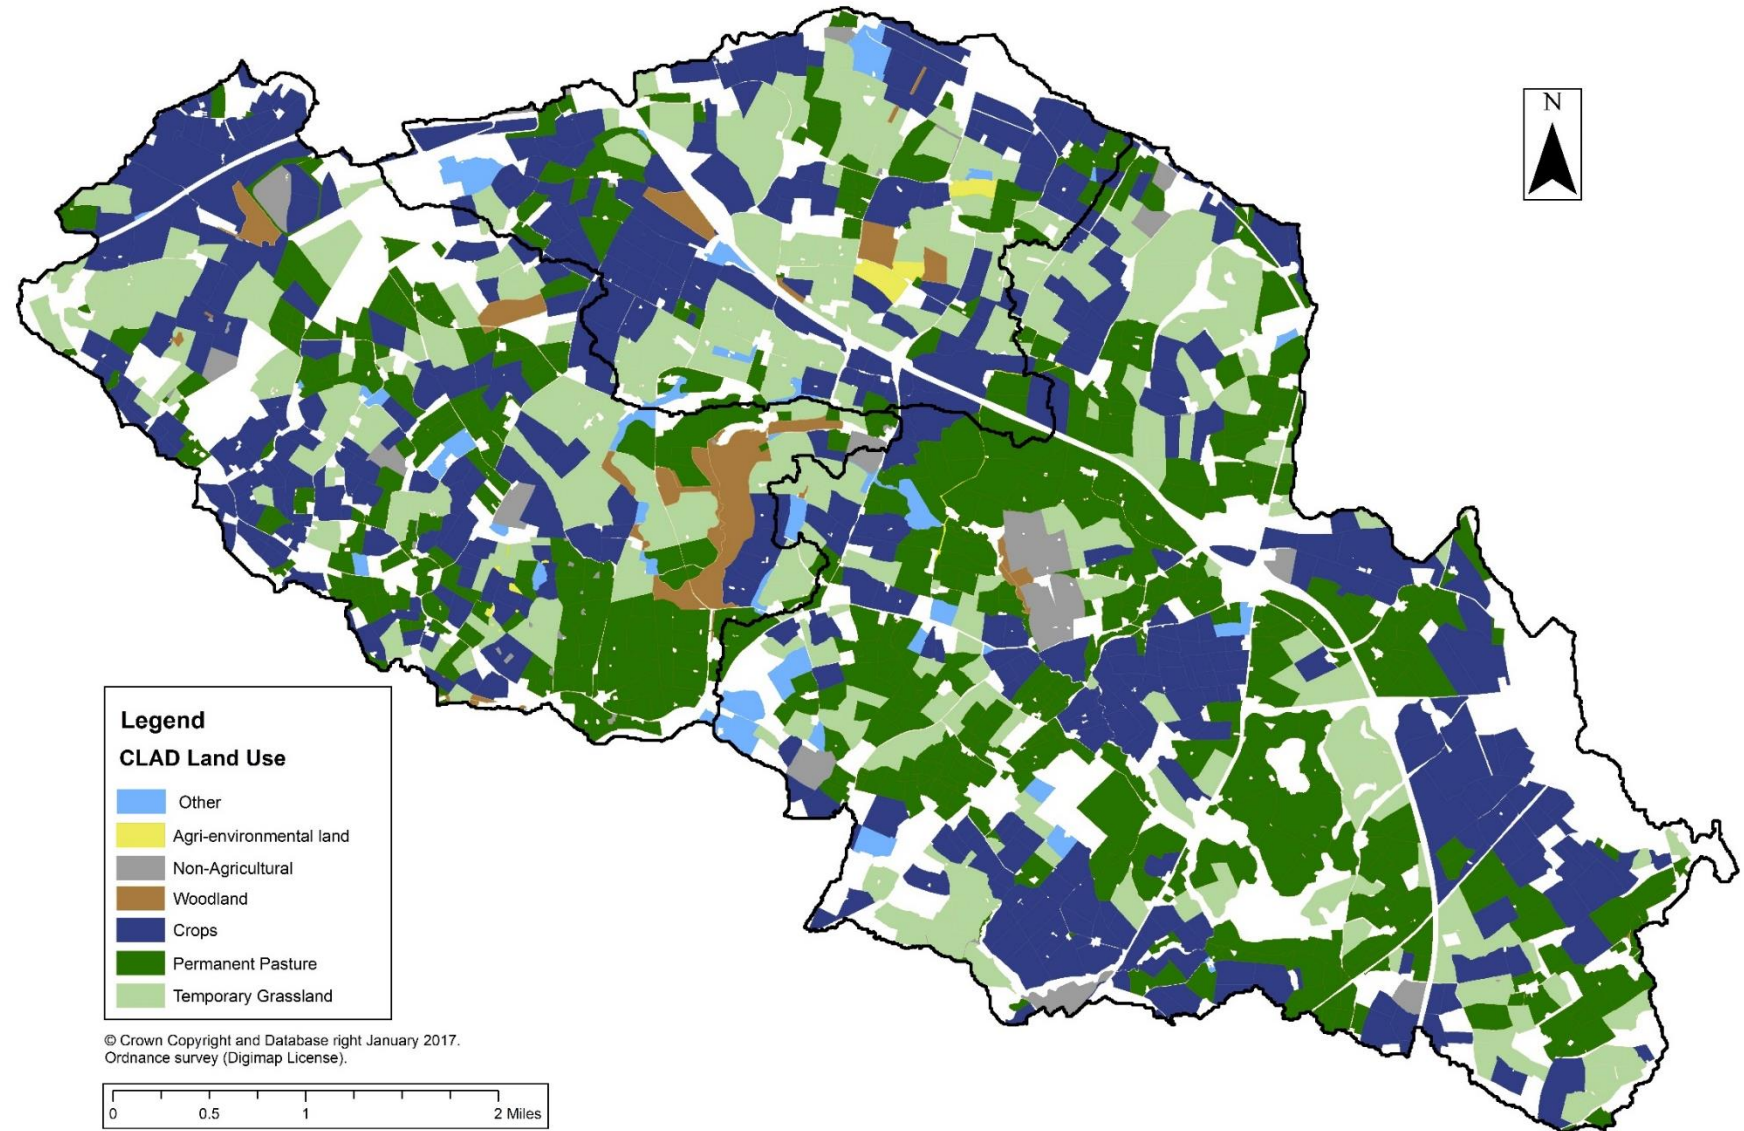 N
Legend
CLAD Land Use
Other
Agri-environmental land
Non-Agricultural
Woodland
Crops
Permanent Pasture
Temporary Grassland
© Crown Copyright and Database right January 2017.
Ordnance survey (Digimap License).
0 0.5 1 2 Miles